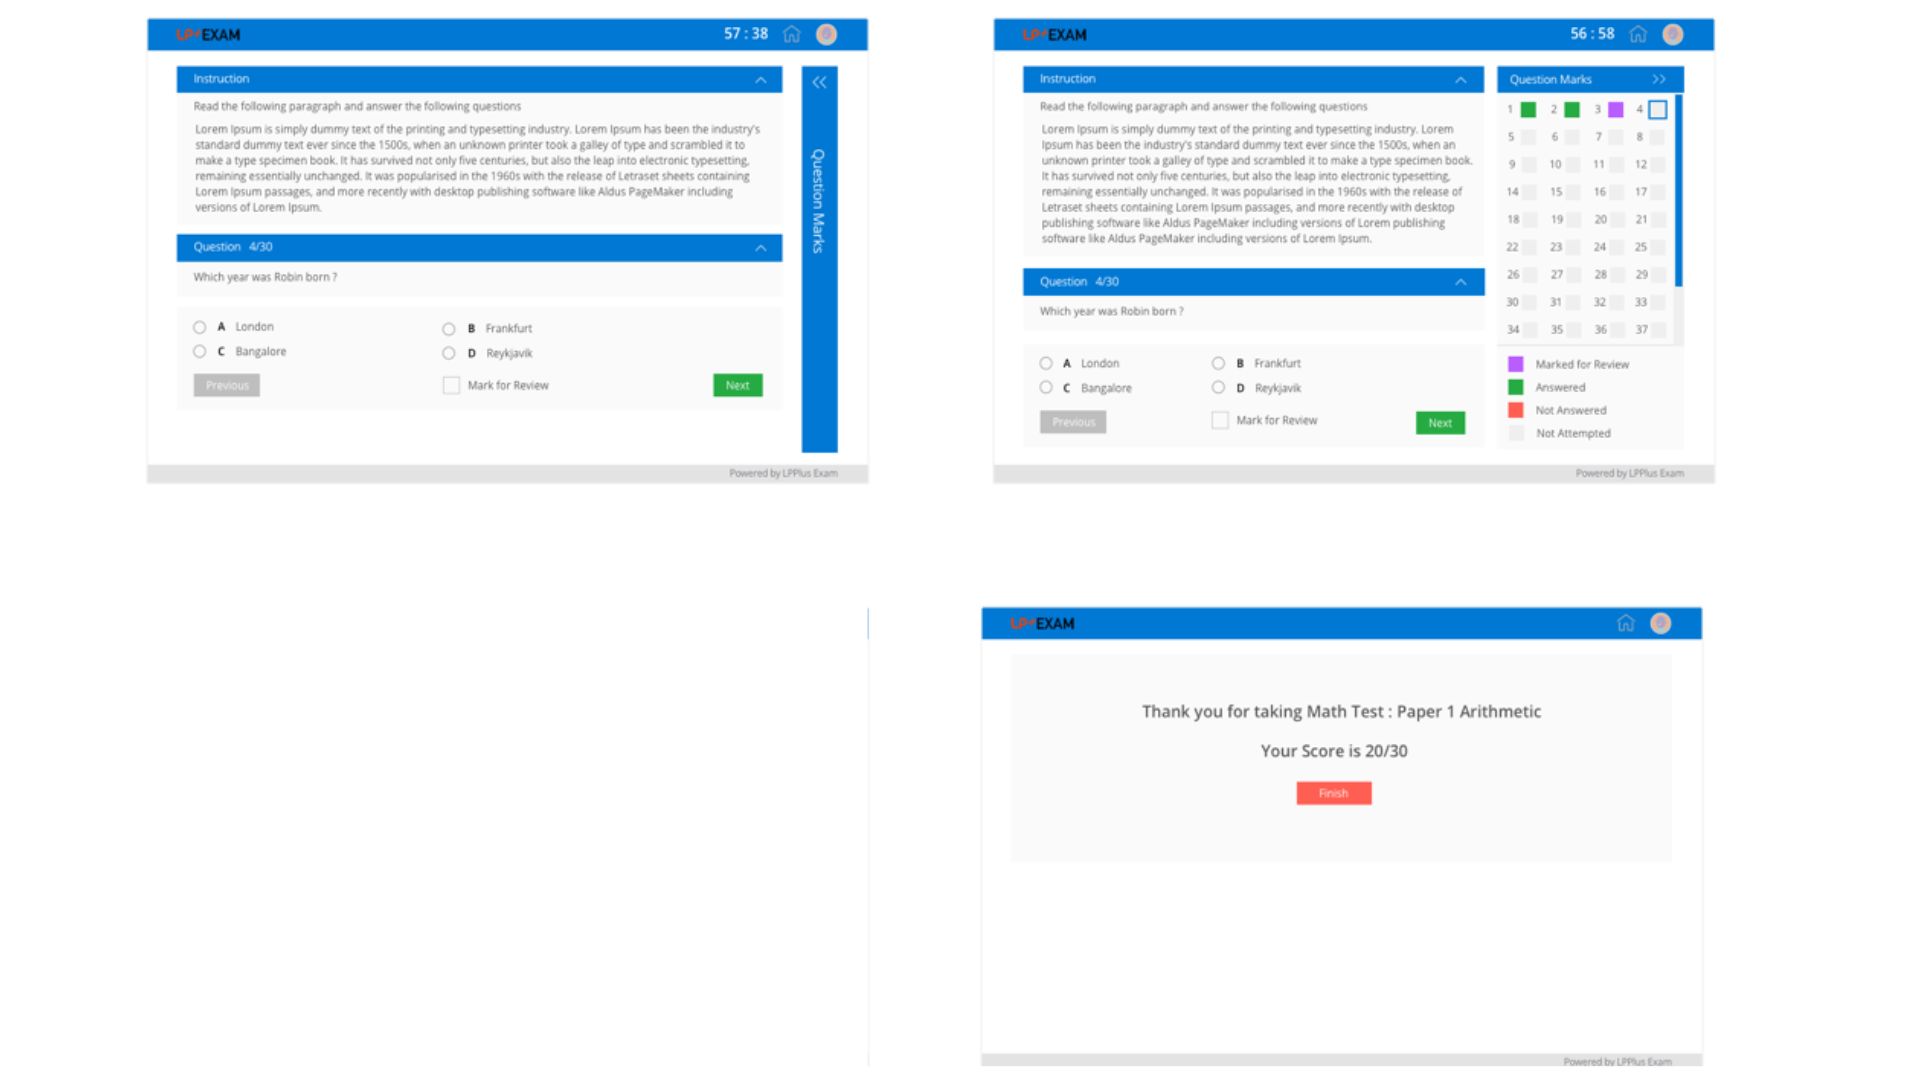 LP+EXAM
57 : 38
Instruction
Read the following paragraph and answer the following questions
Lorem Ipsum is simply dummy text of the printing and typesetting industry. Lorem Ipsum has been the industry's
standard dummy text ever since the 1500s, when an unknown printer took a galley of type and scrambled it to
make a type specimen book. It has survived not only five centuries, but also the leap into electronic typesetting,
remaining essentially unchanged. It was popularised in the 1960s with the release of Letraset sheets containing
Lorem Ipsum passages, and more recently with desktop publishing software like Aldus PageMaker including
versions of Lorem Ipsum.
Question 4/30
Which year was Robin born ?
A London
B Frankfurt
C Bangalore
D Reykjavik
Previous
Mark for Review
Next
Question Marks
Powered by LPPlus Exam
LP+EXAM
56 : 58
Instruction
Read the following paragraph and answer the following questions
Lorem Ipsum is simply dummy text of the printing and typesetting industry. Lorem
Ipsum has been the industry's standard dummy text ever since the 1500s, when an
unknown printer took a galley of type and scrambled it to make a type specimen book.
It has survived not only five centuries, but also the leap into electronic typesetting,
remaining essentially unchanged. It was popularised in the 1960s with the release of
Letraset sheets containing Lorem Ipsum passages, and more recently with desktop
publishing software like Aldus PageMaker including versions of Lorem publishing
software like Aldus PageMaker including versions of Lorem Ipsum.
Question 4/30
Which year was Robin born ?
A London
B Frankfurt
C Bangalore
D Reykjavik
Previous
Mark for Review
Next
Question Marks
1 2 3 4
5 6 7 8
9 10 11 12
14 15 16 17
18 19 20 21
22 23 24 25
26 27 28 29
30 31 32 33
34 35 36 37
Marked for Review
Answered
Not Answered
Not Attempted
Powered by LPPlus Exam
LP+EXAM
Thank you for taking Math Test : Paper 1 Arithmetic
Your Score is 20/30
Finish
Powered by LPPlus Exam